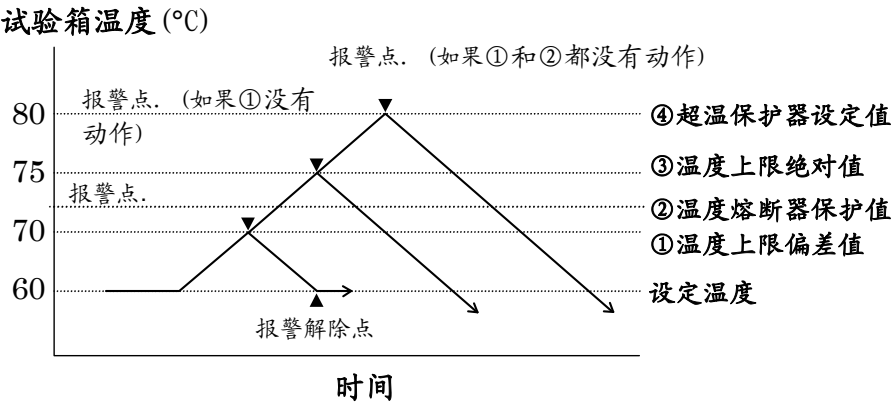 试验箱温度(°C)
报警点. (如果①和②都没有动作)
报警点. (如果①没有
动作)
80
④超温保护器设定值
75
③温度上限绝对值
报警点.
②温度熔断器保护值
70
①温度上限偏差值
60
设定温度
报警解除点
时间